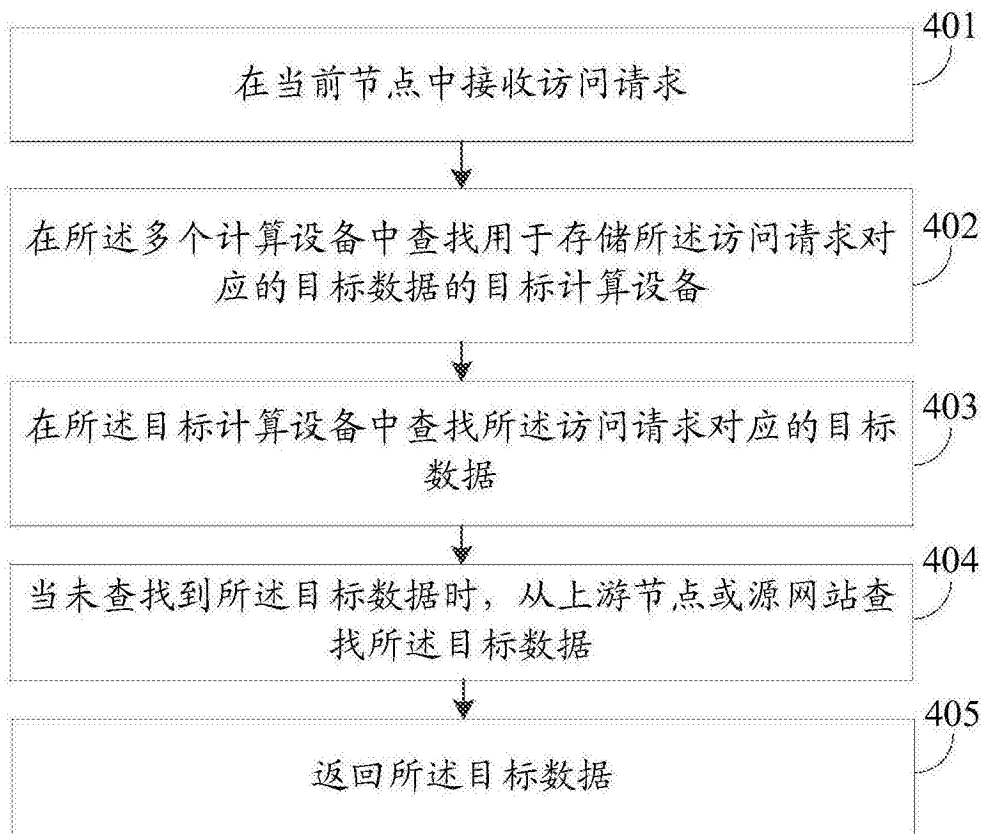 401
在当前节点中接收访问请求
402
在所述多个计算设备中查找用于存储所述访问请求对
应的目标数据的目标计算设备
403
在所述目标计算设备中查找所述访问请求对应的目标
数据
404
当未查找到所述目标数据时，从上游节点或源网站查
找所述目标数据
405
返回所述目标数据